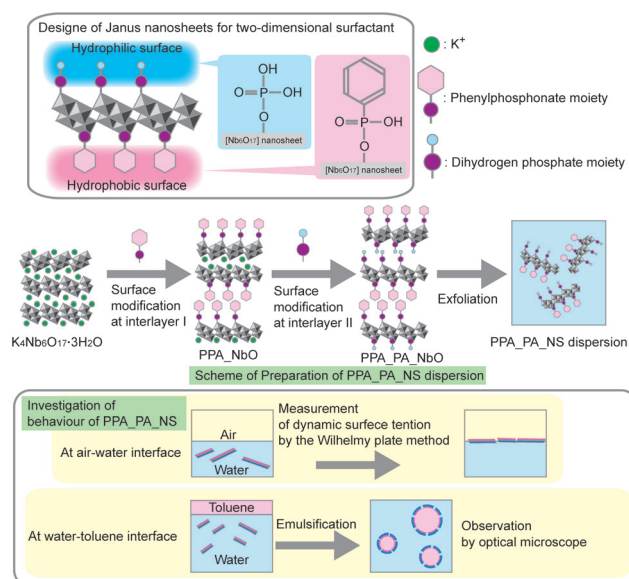 Designe of Janus nanosheets for two-dimensional surfactant
Hydrophilic surface
Hydrophobic surface
OH
O=P-OH
O
[Nb₆O₁₇] nanosheet
O=P-OH
O
[Nb₆O₁₇] nanosheet
: K⁺
: Phenylphosphonate moiety
: Dihydrogen phosphate moiety
K₄Nb₆O₁₇·3H₂O
Surface
modification
at interlayer I
PPA_NbO
Surface
modification
at interlayer II
PPA_PA_NbO
Exfoliation
PPA_PA_NS dispersion
Scheme of Preparation of PPA_PA_NS dispersion
Investigation of
behaviour of PPA_PA_NS
At air-water interface
Air
Water
Measurement
of dynamic surface tention
by the Wilhelmy plate method
At water-toluene interface
Toluene
Water
Emulsification
Observation
by optical microscope